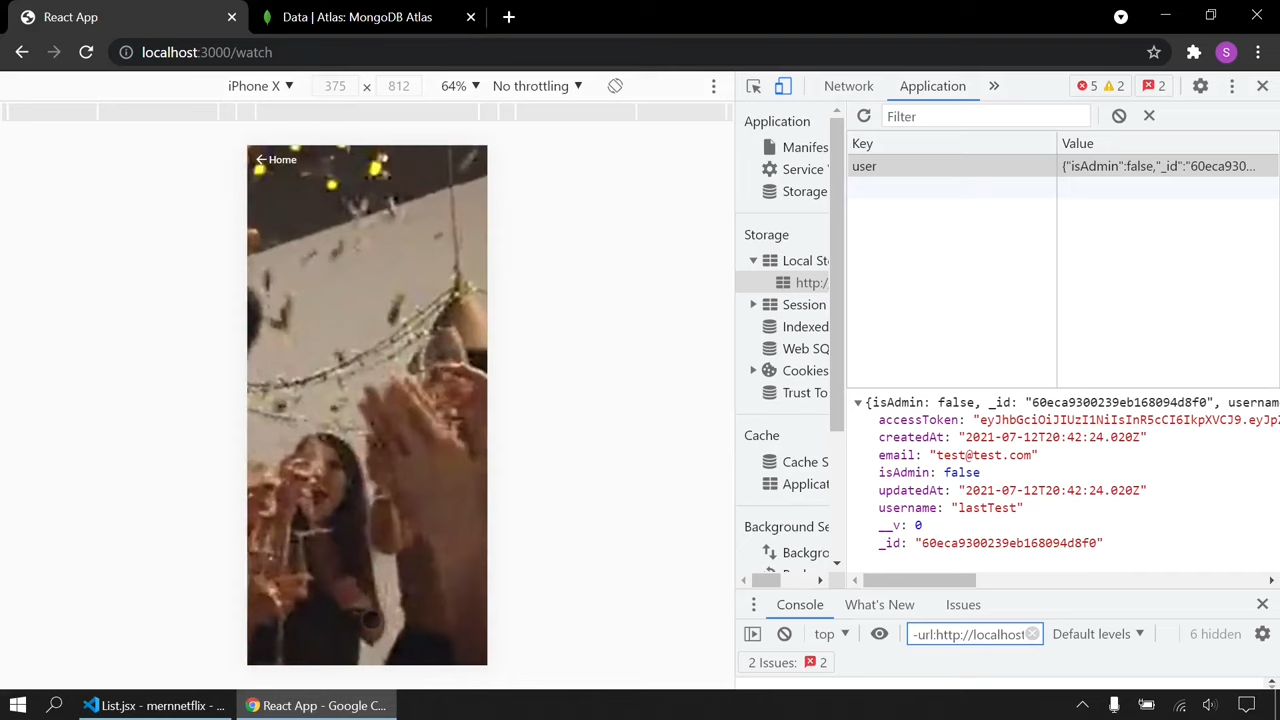 React App
Data | Atlas: MongoDB Atlas
localhost:3000/watch
S
iPhone X
375
×
812
64%
No throttling
Network
Application
5
2
2
Filter
Application
Manifes
Service
Storage
Storage
Local St
http:/
Session
Indexed
Web SQ
Cookies
Trust To
Cache
Cache S
Applicat
Background Se
Backgro
Key
Value
user
{"isAdmin":false,"_id":"60eca930...
{isAdmin: false, _id: "60eca9300239eb168094d8f0", usernam
accessToken: "eyJhbGciOiJIUzI1NiIsInR5cCI6IkpXVCJ9.eyJpZ
createdAt: "2021-07-12T20:42:24.020Z"
email: "test@test.com"
isAdmin: false
updatedAt: "2021-07-12T20:42:24.020Z"
username: "lastTest"
__v: 0
_id: "60eca9300239eb168094d8f0"
Home
Console
What's New
Issues
top
-url:http://localhost
Default levels
6 hidden
2 Issues:
2
List.jsx - mernnetflix - ...
React App - Google C...